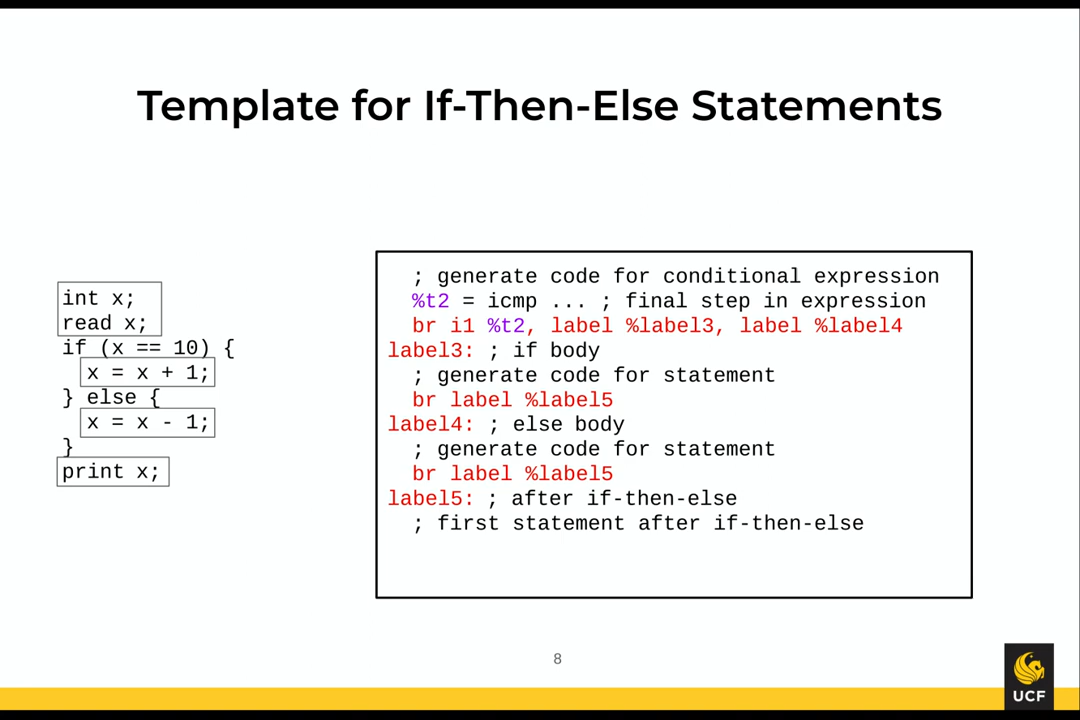 Template for If-Then-Else Statements
int x;
read x;
if (x == 10) {
x = x + 1;
} else {
x = x - 1;
}
print x;
; generate code for conditional expression
%t2 = icmp ... ; final step in expression
br i1 %t2, label %label3, label %label4
label3: ; if body
; generate code for statement
br label %label5
label4: ; else body
; generate code for statement
br label %label5
label5: ; after if-then-else
; first statement after if-then-else
8
UCF